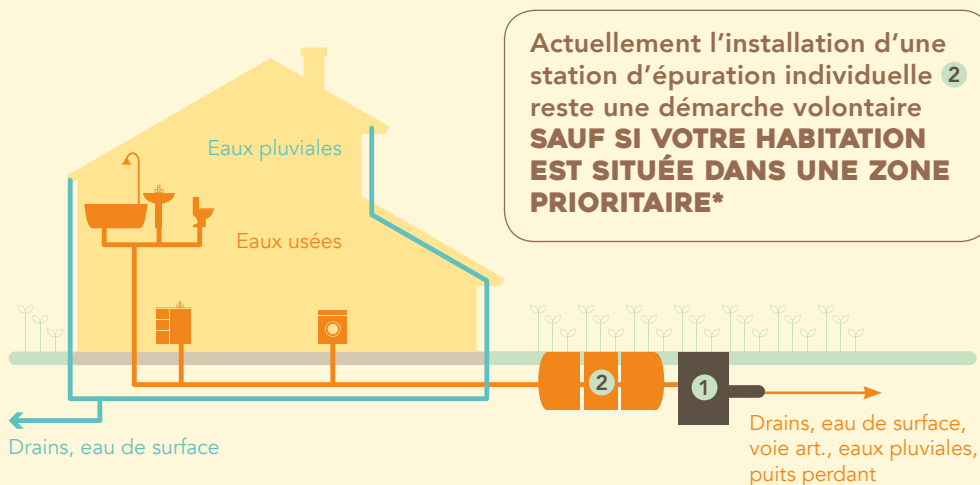 Actuellement l’installation d’une
station d’épuration individuelle 2
reste une démarche volontaire
SAUF SI VOTRE HABITATION
EST SITUÉE DANS UNE ZONE
PRIORITAIRE*
Eaux pluviales
Eaux usées
2
1
Drains, eau de surface
Drains, eau de surface,
voie art., eaux pluviales,
puits perdant